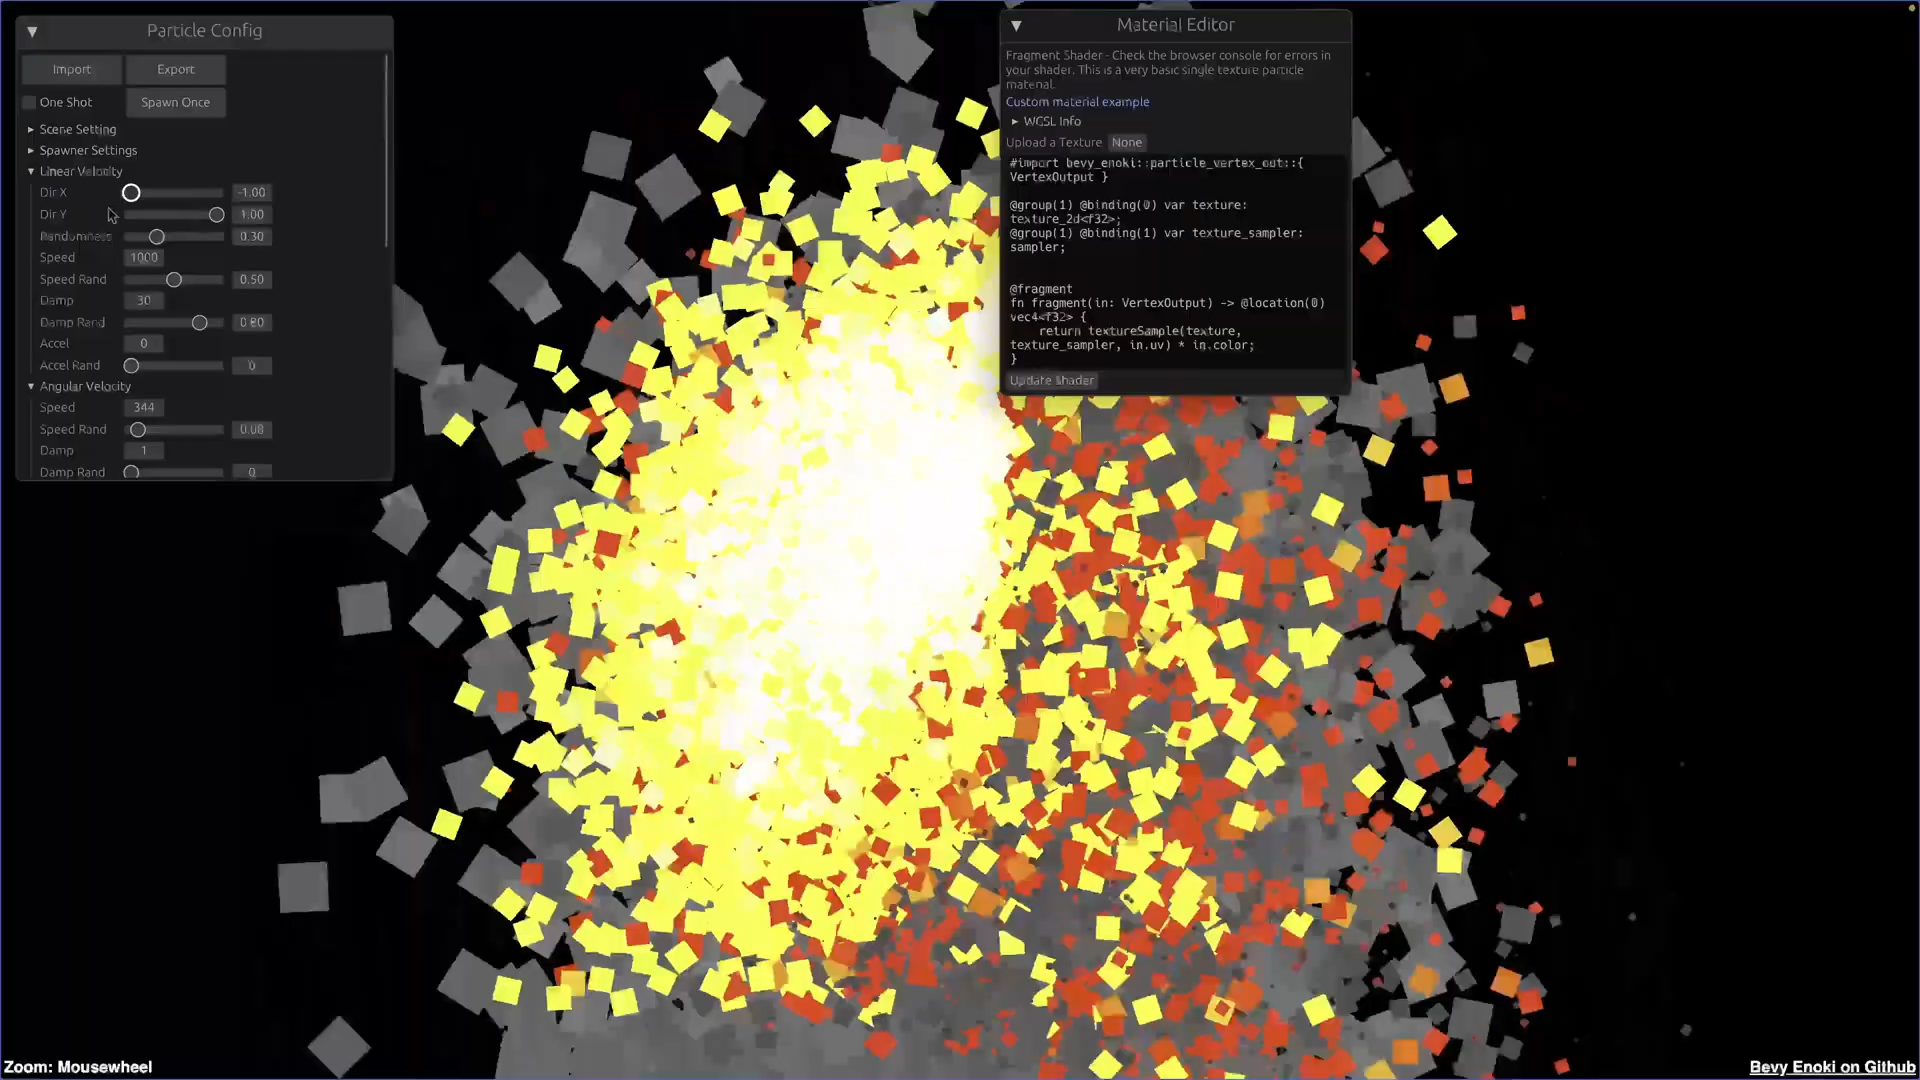 Particle Config
Import
Export
One Shot
Spawn Once
Scene Setting
Spawner Settings
Linear Velocity
Dir X
-1.00
Dir Y
1.00
Randomness
0.30
Speed
1000
Speed Rand
0.50
Damp
30
Damp Rand
0.80
Accel
0
Accel Rand
0
Angular Velocity
Speed
344
Speed Rand
0.08
Damp
1
Damp Rand
0
Material Editor
Fragment Shader - Check the browser console for errors in
your shader. This is a very basic single texture particle
material.
Custom material example
WGSL Info
Upload a Texture None
#import bevy_enoki::particle_vertex_out::{
VertexOutput }
@group(1) @binding(0) var texture:
texture_2d<f32>;
@group(1) @binding(1) var texture_sampler:
sampler;
@fragment
fn fragment(in: VertexOutput) -> @location(0)
vec4<f32> {
return textureSample(texture,
texture_sampler, in.uv) * in.color;
}
Update Shader
Zoom: Mousewheel
Bevy Enoki on Github